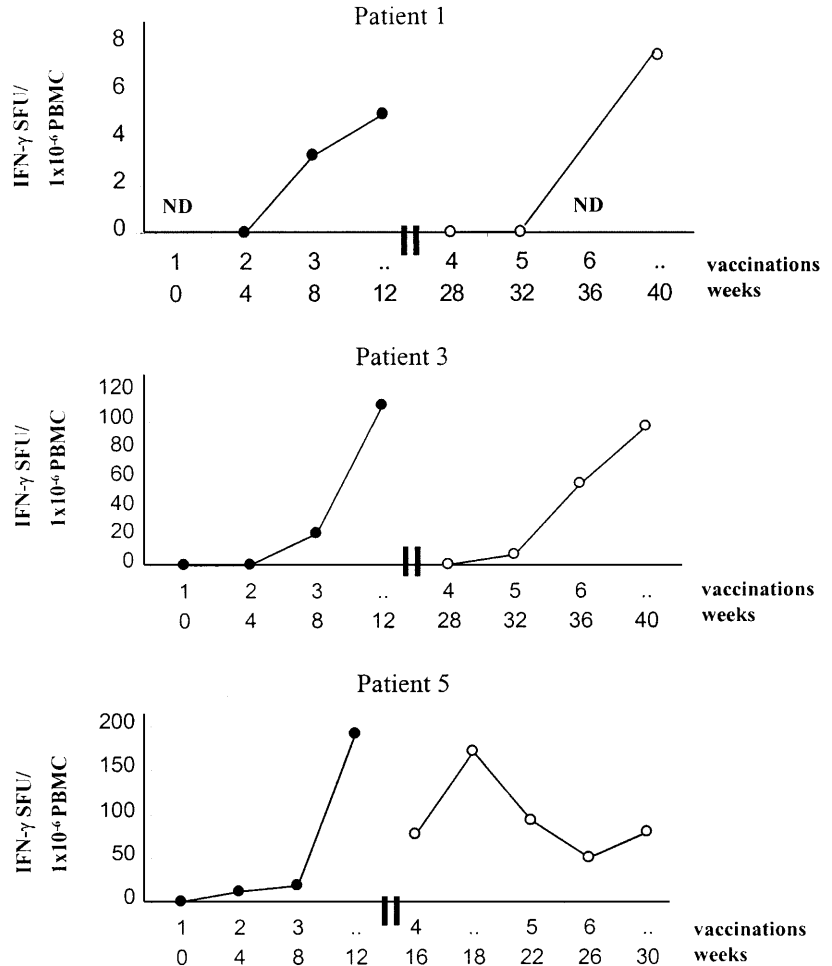 Patient 1
IFN-γ SFU/
1x10-6 PBMC
8
6
4
2
0
ND
ND
1 2 3 .. 4 5 6 .. vaccinations
0 4 8 12 28 32 36 40 weeks
Patient 3
IFN-γ SFU/
1x10-6 PBMC
120
100
80
60
40
20
0
1 2 3 .. 4 5 6 .. vaccinations
0 4 8 12 28 32 36 40 weeks
Patient 5
IFN-γ SFU/
1x10-6 PBMC
200
150
100
50
0
1 2 3 .. 4 .. 5 6 .. vaccinations
0 4 8 12 16 18 22 26 30 weeks